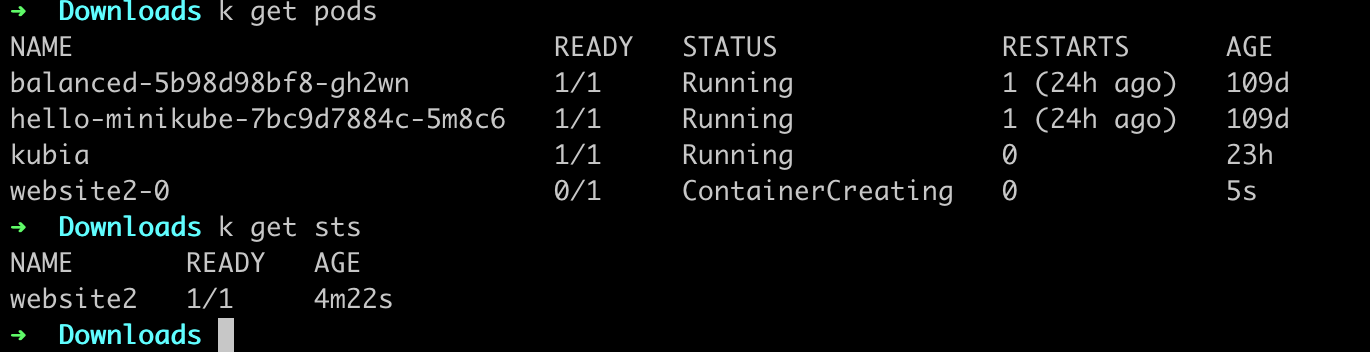 ➜  Downloads k get pods
NAME                              READY   STATUS              RESTARTS      AGE
balanced-5b98d98bf8-gh2wn         1/1     Running             1 (24h ago)   109d
hello-minikube-7bc9d7884c-5m8c6   1/1     Running             1 (24h ago)   109d
kubia                             1/1     Running             0             23h
website2-0                        0/1     ContainerCreating   0             5s
➜  Downloads k get sts
NAME       READY   AGE
website2   1/1     4m22s
➜  Downloads